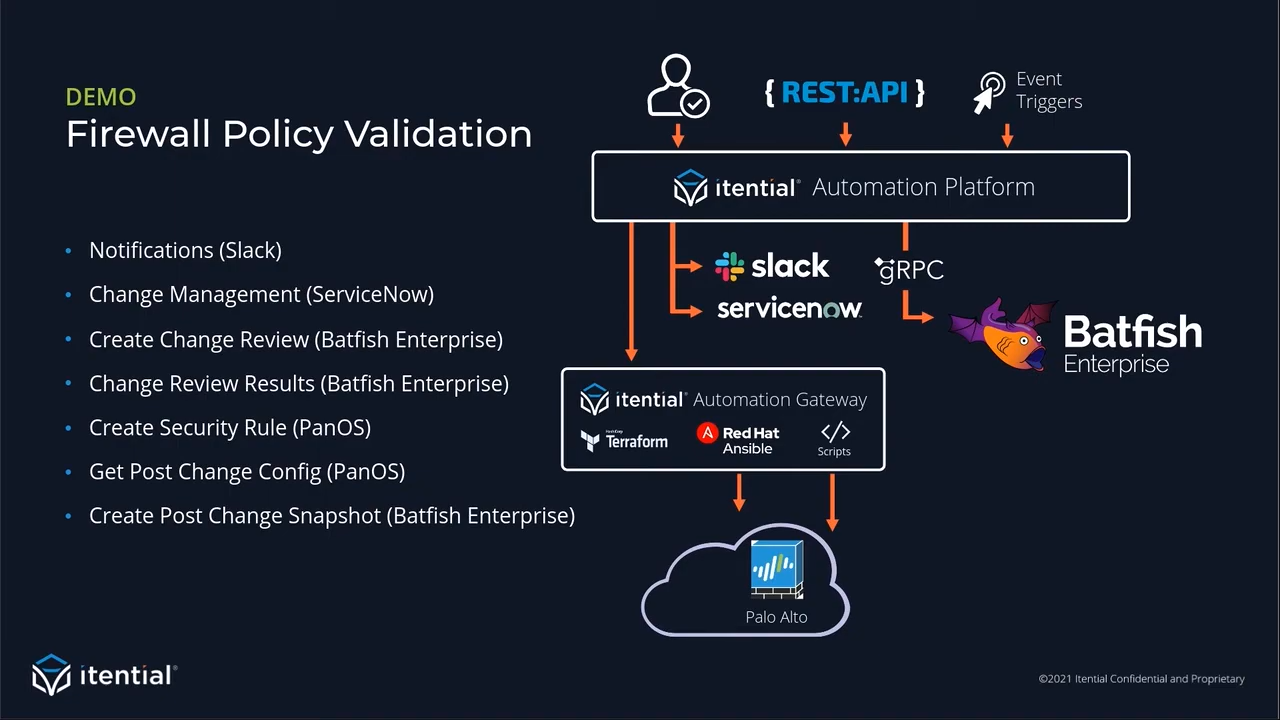 DEMO
Firewall Policy Validation
Notifications (Slack)
Change Management (ServiceNow)
Create Change Review (Batfish Enterprise)
Change Review Results (Batfish Enterprise)
Create Security Rule (PanOS)
Get Post Change Config (PanOS)
Create Post Change Snapshot (Batfish Enterprise)
{ REST:API }
Event
Triggers
itential® Automation Platform
slack
servicenow
gRPC
Batfish
Enterprise
itential® Automation Gateway
HashiCorp
Terraform
Red Hat
Ansible
</>
Scripts
Palo Alto
itential®
©2021 Itential Confidential and Proprietary